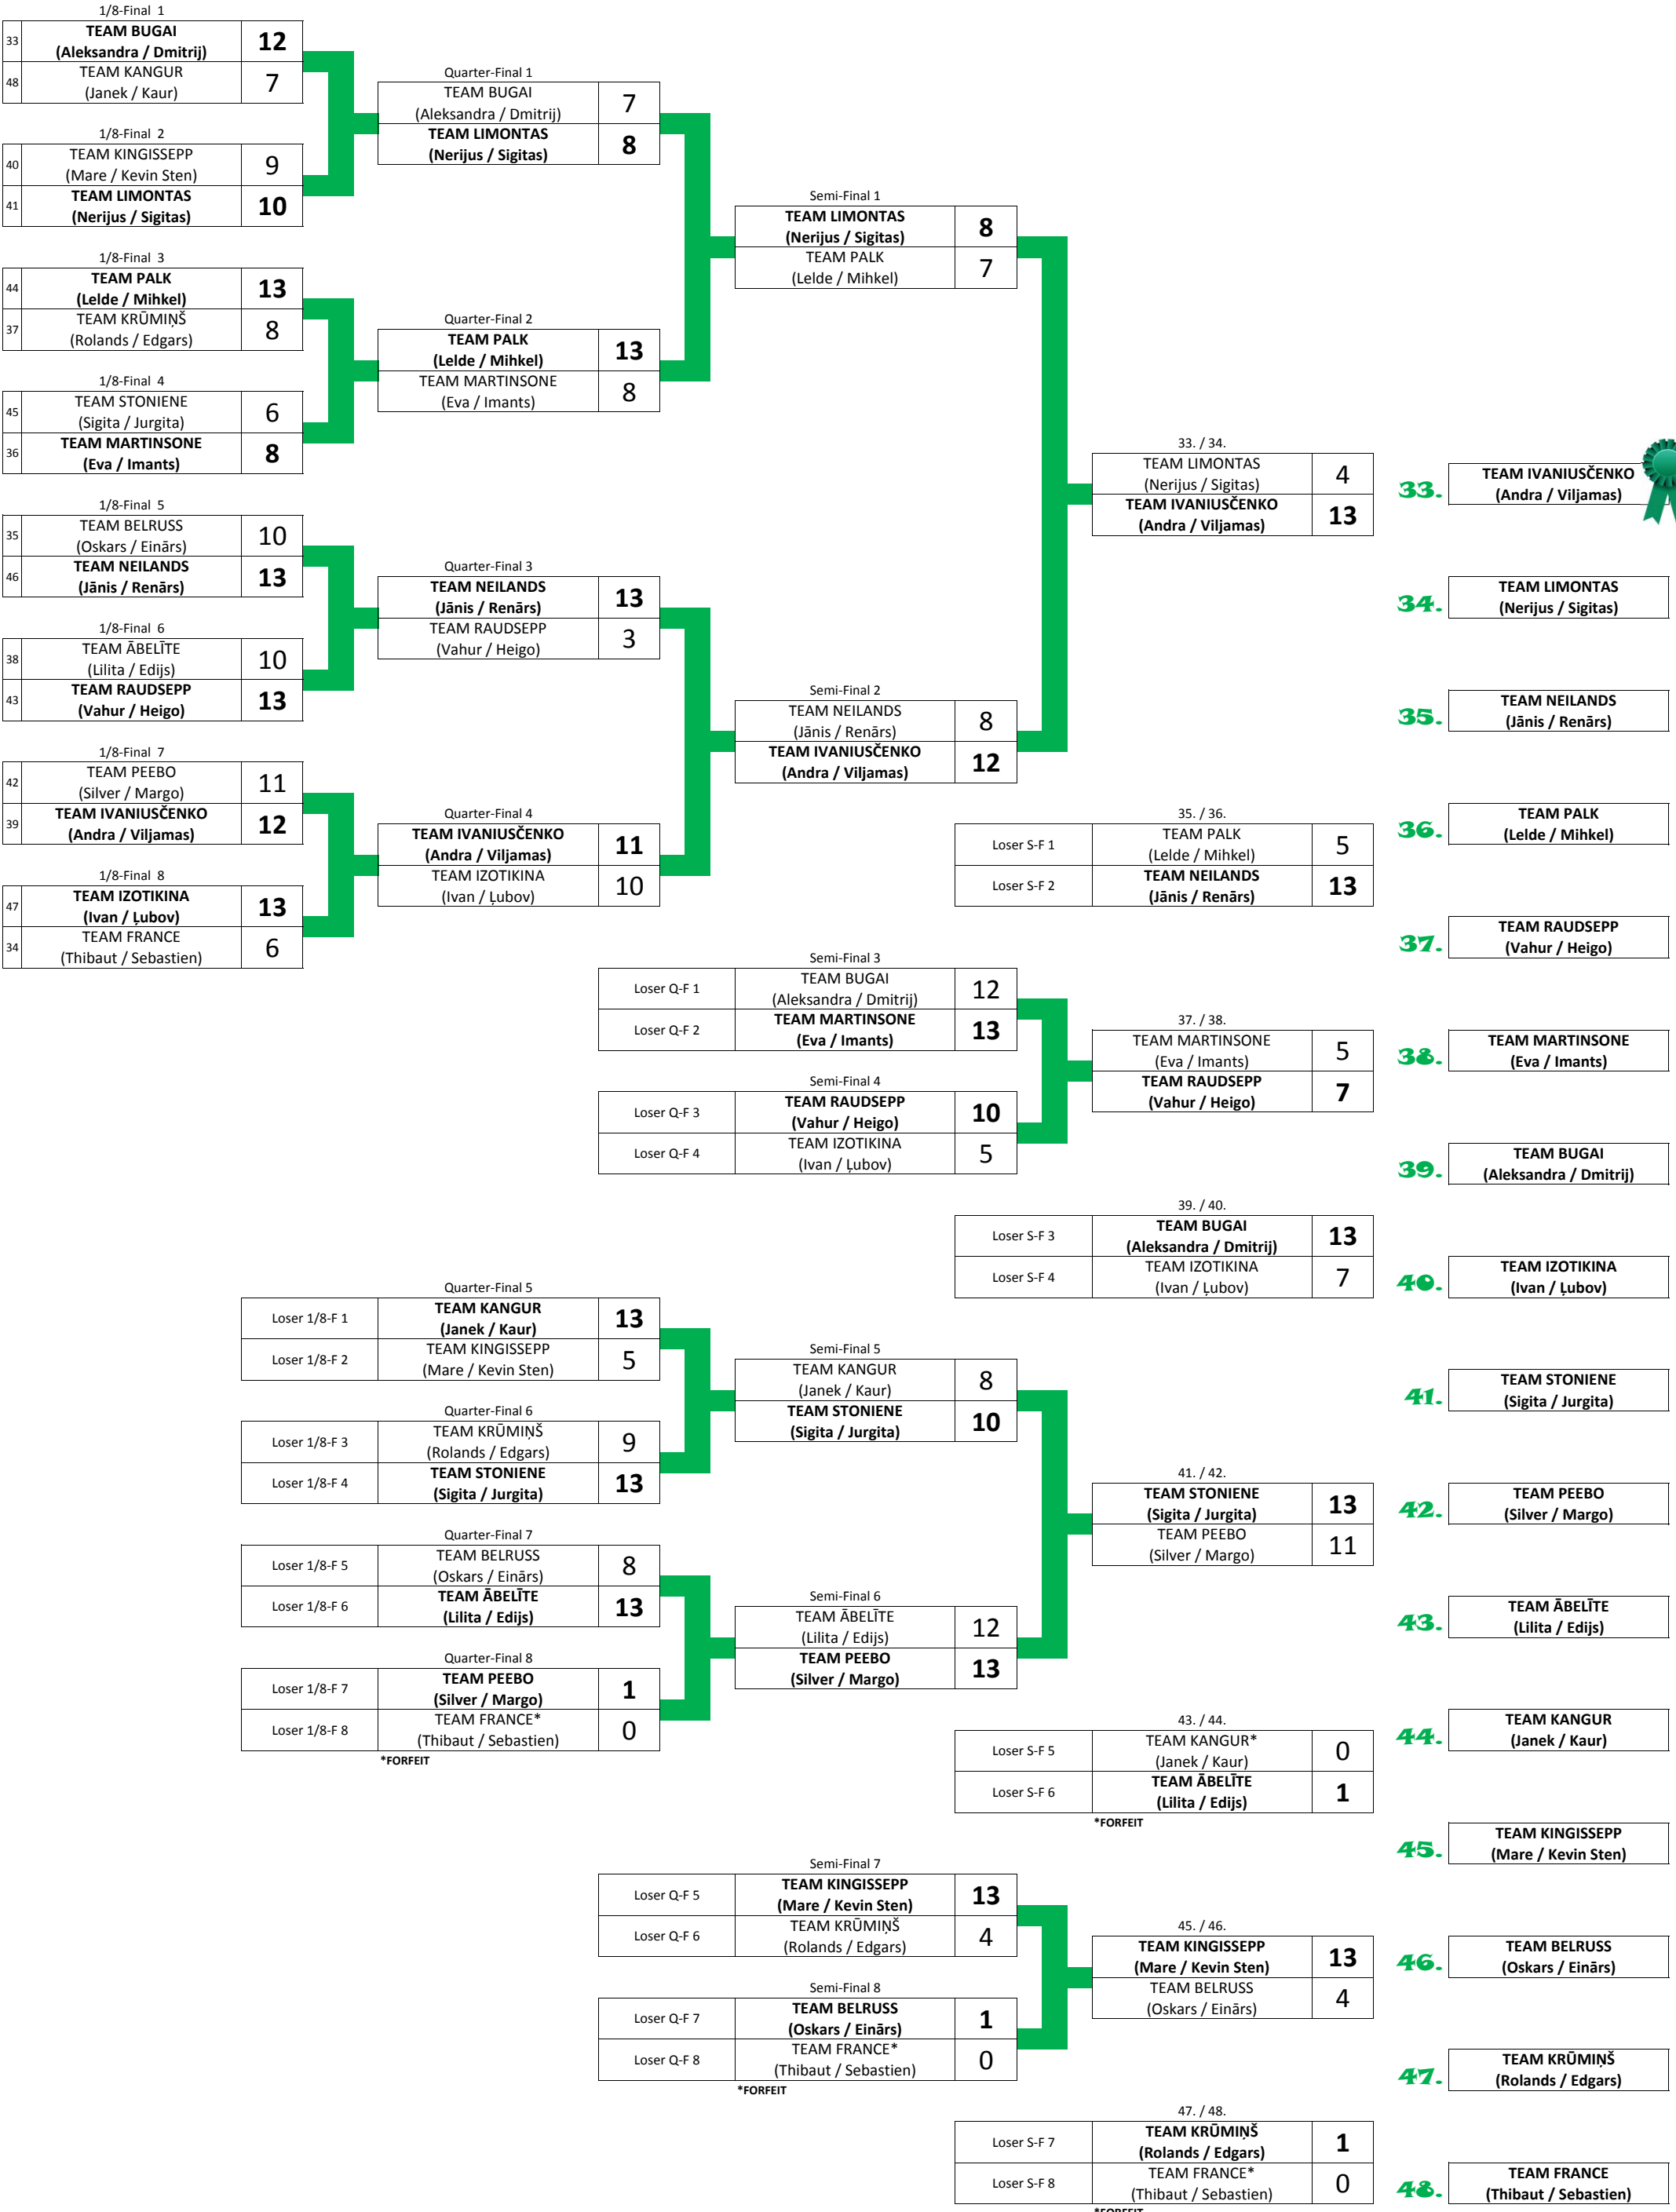 1/8-Final 1
33 TEAM BUGAI 12
(Aleksandra / Dmitrij)
48 TEAM KANGUR 7
(Janek / Kaur)
1/8-Final 2
40 TEAM KINGISSEPP 9
(Mare / Kevin Sten)
41 TEAM LIMONTAS 10
(Nerijus / Sigitas)
1/8-Final 3
44 TEAM PALK 13
(Lelde / Mihkel)
37 TEAM KRŪMIŅŠ 8
(Rolands / Edgars)
1/8-Final 4
45 TEAM STONIENE 6
(Sigita / Jurgita)
36 TEAM MARTINSONE 8
(Eva / Imants)
1/8-Final 5
35 TEAM BELRUSS 10
(Oskars / Einārs)
46 TEAM NEILANDS 13
(Jānis / Renārs)
1/8-Final 6
38 TEAM ĀBELĪTE 10
(Lilita / Edijs)
43 TEAM RAUDSEPP 13
(Vahur / Heigo)
1/8-Final 7
42 TEAM PEEBO 11
(Silver / Margo)
39 TEAM IVANIUSČENKO 12
(Andra / Viljamas)
1/8-Final 8
47 TEAM IZOTIKINA 13
(Ivan / Ļubov)
34 TEAM FRANCE 6
(Thibaut / Sebastien)
Quarter-Final 1
TEAM BUGAI 7
(Aleksandra / Dmitrij)
TEAM LIMONTAS 8
(Nerijus / Sigitas)
Quarter-Final 2
TEAM PALK 13
(Lelde / Mihkel)
TEAM MARTINSONE 8
(Eva / Imants)
Quarter-Final 3
TEAM NEILANDS 13
(Jānis / Renārs)
TEAM RAUDSEPP 3
(Vahur / Heigo)
Quarter-Final 4
TEAM IVANIUSČENKO 11
(Andra / Viljamas)
TEAM IZOTIKINA 10
(Ivan / Ļubov)
Semi-Final 1
TEAM LIMONTAS 8
(Nerijus / Sigitas)
TEAM PALK 7
(Lelde / Mihkel)
Semi-Final 2
TEAM NEILANDS 8
(Jānis / Renārs)
TEAM IVANIUSČENKO 12
(Andra / Viljamas)
33. / 34.
TEAM LIMONTAS 4
(Nerijus / Sigitas)
TEAM IVANIUSČENKO 13
(Andra / Viljamas)
35. / 36.
Loser S-F 1 TEAM PALK 5
(Lelde / Mihkel)
Loser S-F 2 TEAM NEILANDS 13
(Jānis / Renārs)
Semi-Final 3
Loser Q-F 1 TEAM BUGAI 12
(Aleksandra / Dmitrij)
Loser Q-F 2 TEAM MARTINSONE 13
(Eva / Imants)
Semi-Final 4
Loser Q-F 3 TEAM RAUDSEPP 10
(Vahur / Heigo)
Loser Q-F 4 TEAM IZOTIKINA 5
(Ivan / Ļubov)
37. / 38.
TEAM MARTINSONE 5
(Eva / Imants)
TEAM RAUDSEPP 7
(Vahur / Heigo)
39. / 40.
Loser S-F 3 TEAM BUGAI 13
(Aleksandra / Dmitrij)
Loser S-F 4 TEAM IZOTIKINA 7
(Ivan / Ļubov)
Quarter-Final 5
Loser 1/8-F 1 TEAM KANGUR 13
(Janek / Kaur)
Loser 1/8-F 2 TEAM KINGISSEPP 5
(Mare / Kevin Sten)
Quarter-Final 6
Loser 1/8-F 3 TEAM KRŪMIŅŠ 9
(Rolands / Edgars)
Loser 1/8-F 4 TEAM STONIENE 13
(Sigita / Jurgita)
Quarter-Final 7
Loser 1/8-F 5 TEAM BELRUSS 8
(Oskars / Einārs)
Loser 1/8-F 6 TEAM ĀBELĪTE 13
(Lilita / Edijs)
Quarter-Final 8
Loser 1/8-F 7 TEAM PEEBO 1
(Silver / Margo)
Loser 1/8-F 8 TEAM FRANCE* 0
(Thibaut / Sebastien)
*FORFEIT
Semi-Final 5
TEAM KANGUR 8
(Janek / Kaur)
TEAM STONIENE 10
(Sigita / Jurgita)
Semi-Final 6
TEAM ĀBELĪTE 12
(Lilita / Edijs)
TEAM PEEBO 13
(Silver / Margo)
41. / 42.
TEAM STONIENE 13
(Sigita / Jurgita)
TEAM PEEBO 11
(Silver / Margo)
43. / 44.
Loser S-F 5 TEAM KANGUR* 0
(Janek / Kaur)
Loser S-F 6 TEAM ĀBELĪTE 1
(Lilita / Edijs)
*FORFEIT
Semi-Final 7
Loser Q-F 5 TEAM KINGISSEPP 13
(Mare / Kevin Sten)
Loser Q-F 6 TEAM KRŪMIŅŠ 4
(Rolands / Edgars)
Semi-Final 8
Loser Q-F 7 TEAM BELRUSS 1
(Oskars / Einārs)
Loser Q-F 8 TEAM FRANCE* 0
(Thibaut / Sebastien)
*FORFEIT
45. / 46.
TEAM KINGISSEPP 13
(Mare / Kevin Sten)
TEAM BELRUSS 4
(Oskars / Einārs)
47. / 48.
Loser S-F 7 TEAM KRŪMIŅŠ 1
(Rolands / Edgars)
Loser S-F 8 TEAM FRANCE* 0
(Thibaut / Sebastien)
*FORFEIT
33. TEAM IVANIUSČENKO
(Andra / Viljamas)
34. TEAM LIMONTAS
(Nerijus / Sigitas)
35. TEAM NEILANDS
(Jānis / Renārs)
36. TEAM PALK
(Lelde / Mihkel)
37. TEAM RAUDSEPP
(Vahur / Heigo)
38. TEAM MARTINSONE
(Eva / Imants)
39. TEAM BUGAI
(Aleksandra / Dmitrij)
40. TEAM IZOTIKINA
(Ivan / Ļubov)
41. TEAM STONIENE
(Sigita / Jurgita)
42. TEAM PEEBO
(Silver / Margo)
43. TEAM ĀBELĪTE
(Lilita / Edijs)
44. TEAM KANGUR
(Janek / Kaur)
45. TEAM KINGISSEPP
(Mare / Kevin Sten)
46. TEAM BELRUSS
(Oskars / Einārs)
47. TEAM KRŪMIŅŠ
(Rolands / Edgars)
48. TEAM FRANCE
(Thibaut / Sebastien)